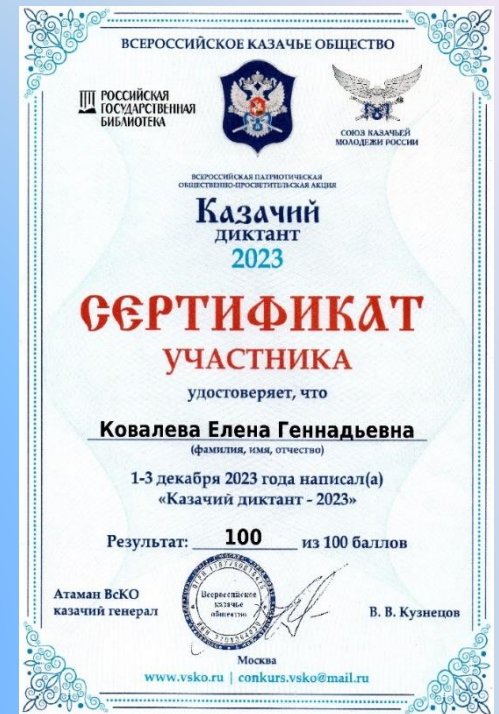 ВСЕРОССИЙСКОЕ КАЗАЧЬЕ ОБЩЕСТВО
РОССИЙСКАЯ
ГОСУДАРСТВЕННАЯ
БИБЛИОТЕКА
СОЮЗ КАЗАЧЬЕЙ
МОЛОДЕЖИ РОССИИ
ВСЕРОССИЙСКАЯ ПАТРИОТИЧЕСКАЯ
ОБЩЕСТВЕННО-ПРОСВЕТИТЕЛЬСКАЯ АКЦИЯ
Казачий
ДИКТАНТ
2023
СЕРТИФИКАТ
УЧАСТНИКА
удостоверяет, что
Ковалева Елена Геннадьевна
(фамилия, имя, отчество)
1-3 декабря 2023 года написал(а)
«Казачий диктант - 2023»
Результат: 100 из 100 баллов
Атаман ВсКО
казачий генерал
Всероссийское
казачье
общество
В. В. Кузнецов
Москва
www.vsko.ru | conkurs.vsko@mail.ru